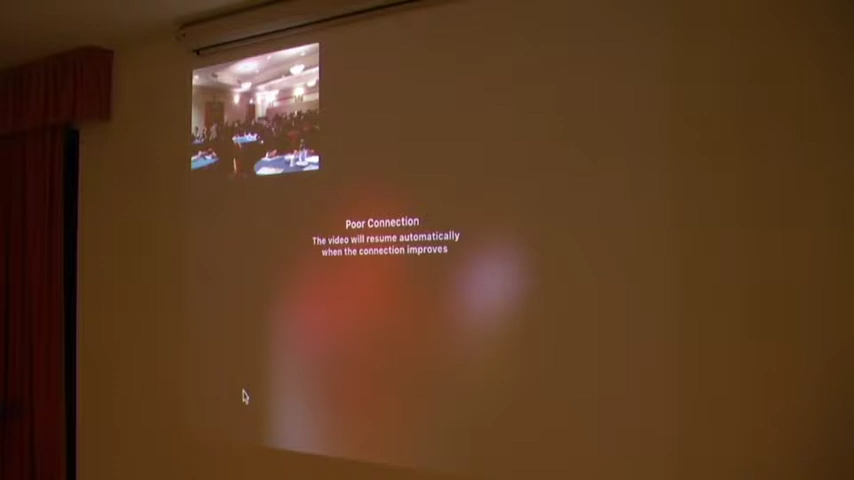 Poor Connection
The video will resume automatically
when the connection improves